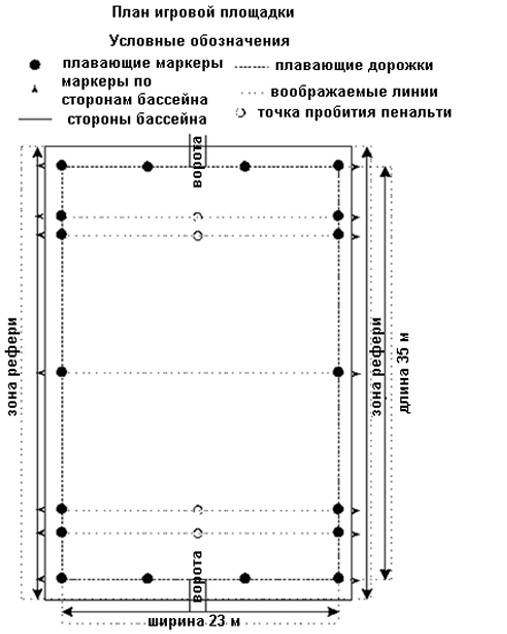 План игровой площадки
Условные обозначения
плавающие маркеры
плавающие дорожки
маркеры по
сторонам бассейна
воображаемые линии
стороны бассейна
точка пробития пенальти
ворота
зона рефери
зона рефери
длина 35 м
ворота
ширина 23 м